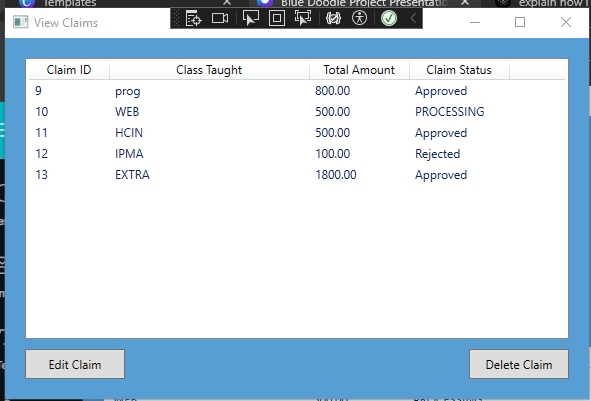 Templates
Blue Doodle Project Presentatic
explain how I
View Claims
Claim ID Class Taught Total Amount Claim Status
9 prog 800.00 Approved
10 WEB 500.00 PROCESSING
11 HCIN 500.00 Approved
12 IPMA 100.00 Rejected
13 EXTRA 1800.00 Approved
Edit Claim Delete Claim